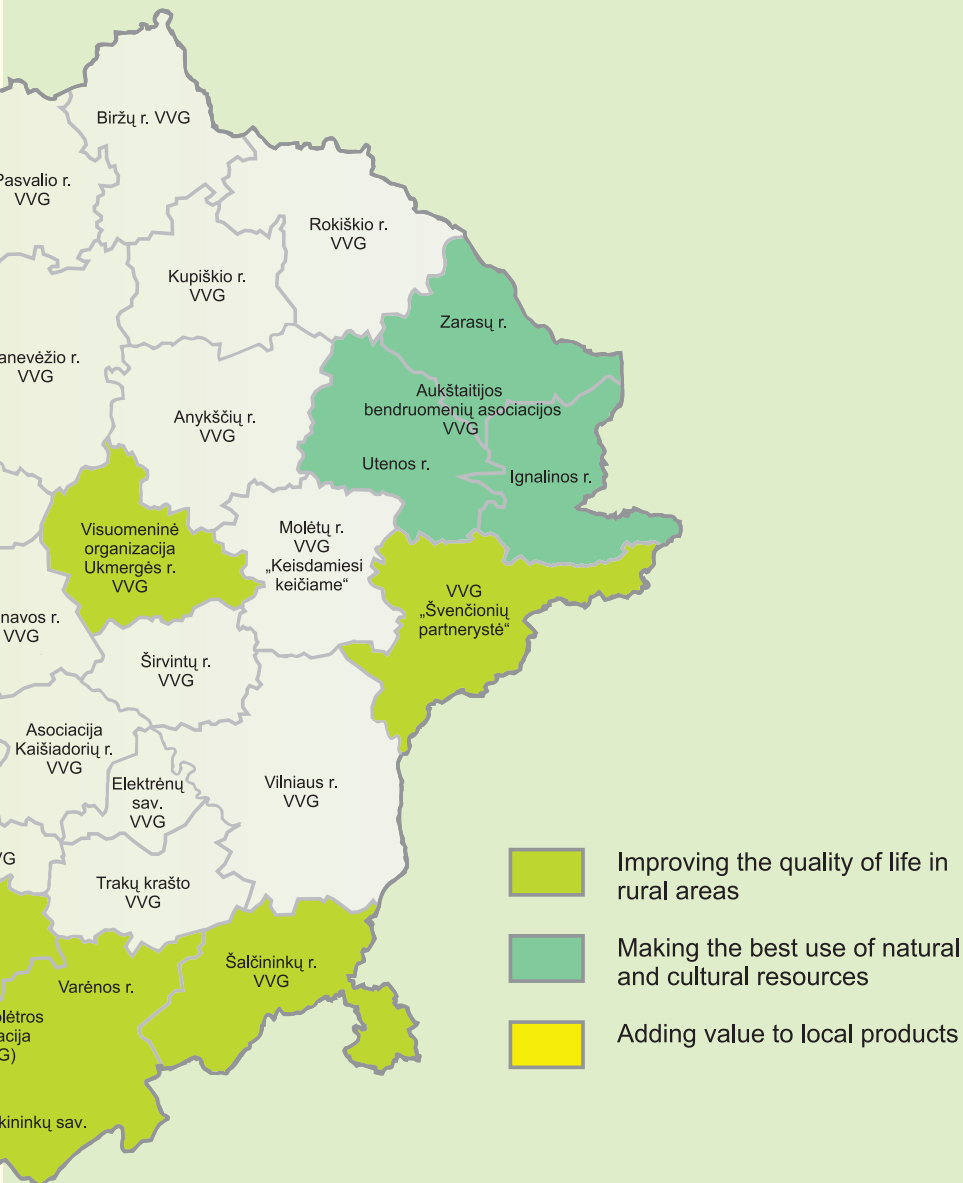 Biržų r. VVG
Pasvalio r.
VVG
Rokiškio r.
VVG
Kupiškio r.
VVG
Zarasų r.
anevėžio r.
VVG
Aukštaitijos
bendruomenių asociacijos
VVG
Anykščių r.
VVG
Utenos r.
Ignalinos r.
Visuomeninė
organizacija
Ukmergės r.
VVG
Molėtų r.
VVG
„Keisdamiesi
keičiame“
VVG
„Švenčionių
partnerystė“
navos r.
VVG
Širvintų r.
VVG
Asociacija
Kaišiadorių r.
VVG
Elektrėnų
sav.
VVG
Vilniaus r.
VVG
G
Trakų krašto
VVG
Šalčininkų r.
VVG
Varėnos r.
lėtros
acija
G)
kininkų sav.
Improving the quality of life in
rural areas
Making the best use of natural
and cultural resources
Adding value to local products